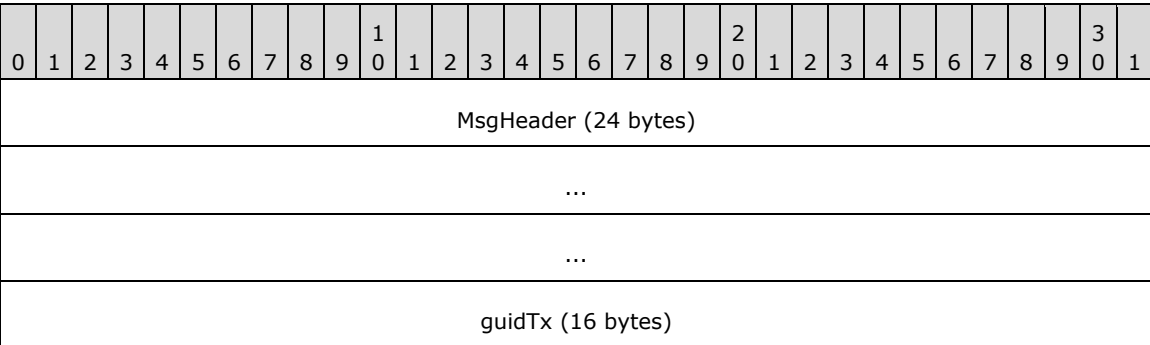 1 2 3
0 1 2 3 4 5 6 7 8 9 0 1 2 3 4 5 6 7 8 9 0 1 2 3 4 5 6 7 8 9 0 1
MsgHeader (24 bytes)
...
...
guidTx (16 bytes)